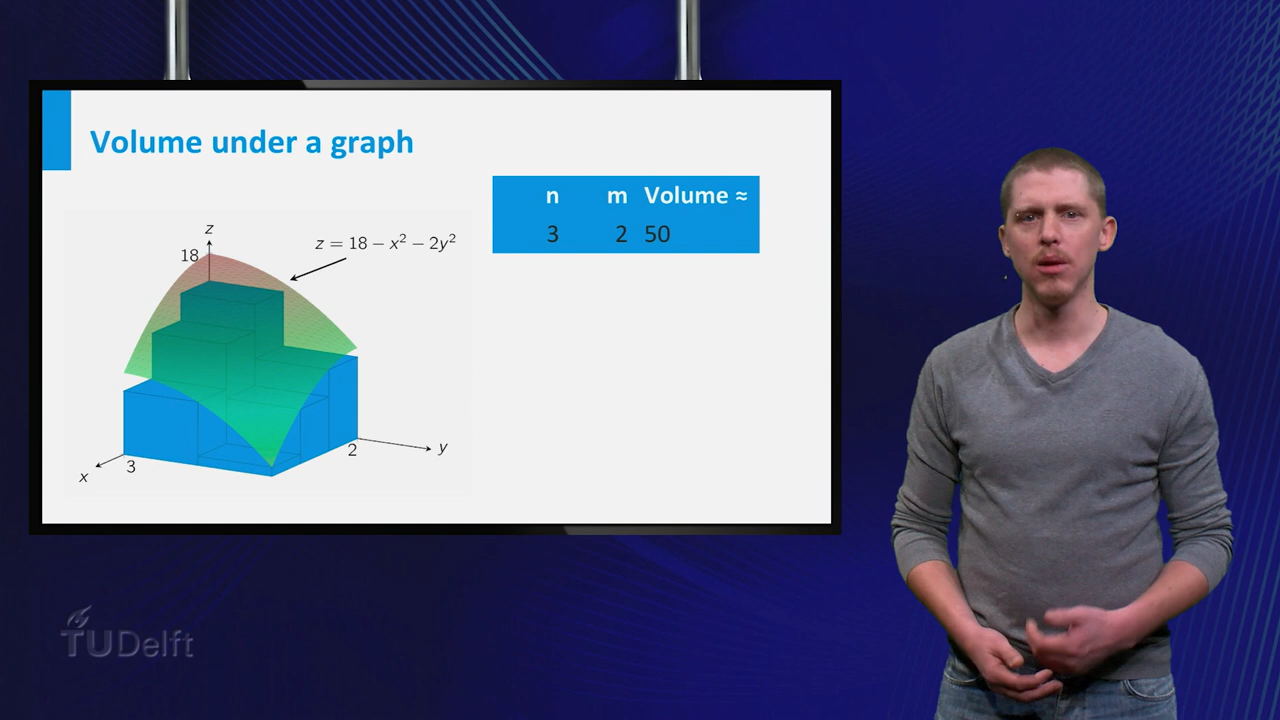 Volume under a graph
n m Volume ≈
3 2 50
z
18
z = 18 − x² − 2y²
x
3
2
y
TUDelft